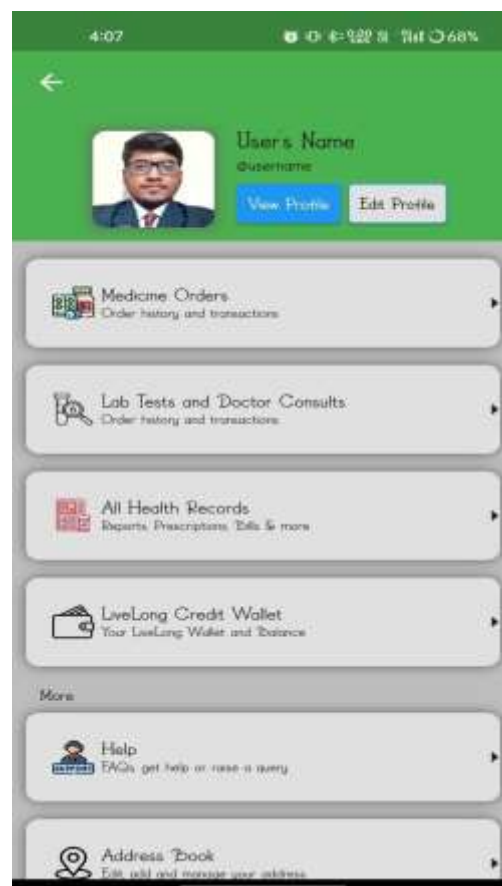 4:07
68%
User's Name
@username
View Profile
Edit Profile
Medicine Orders
Order history and transactions
Lab Tests and Doctor Consults
Order history and transactions
All Health Records
Reports, Prescriptions, Bills & more
LiveLong Credit Wallet
Your LiveLong Wallet and Balance
More
Help
FAQs, get help or raise a query
Address Book
Edit, add and manage your address